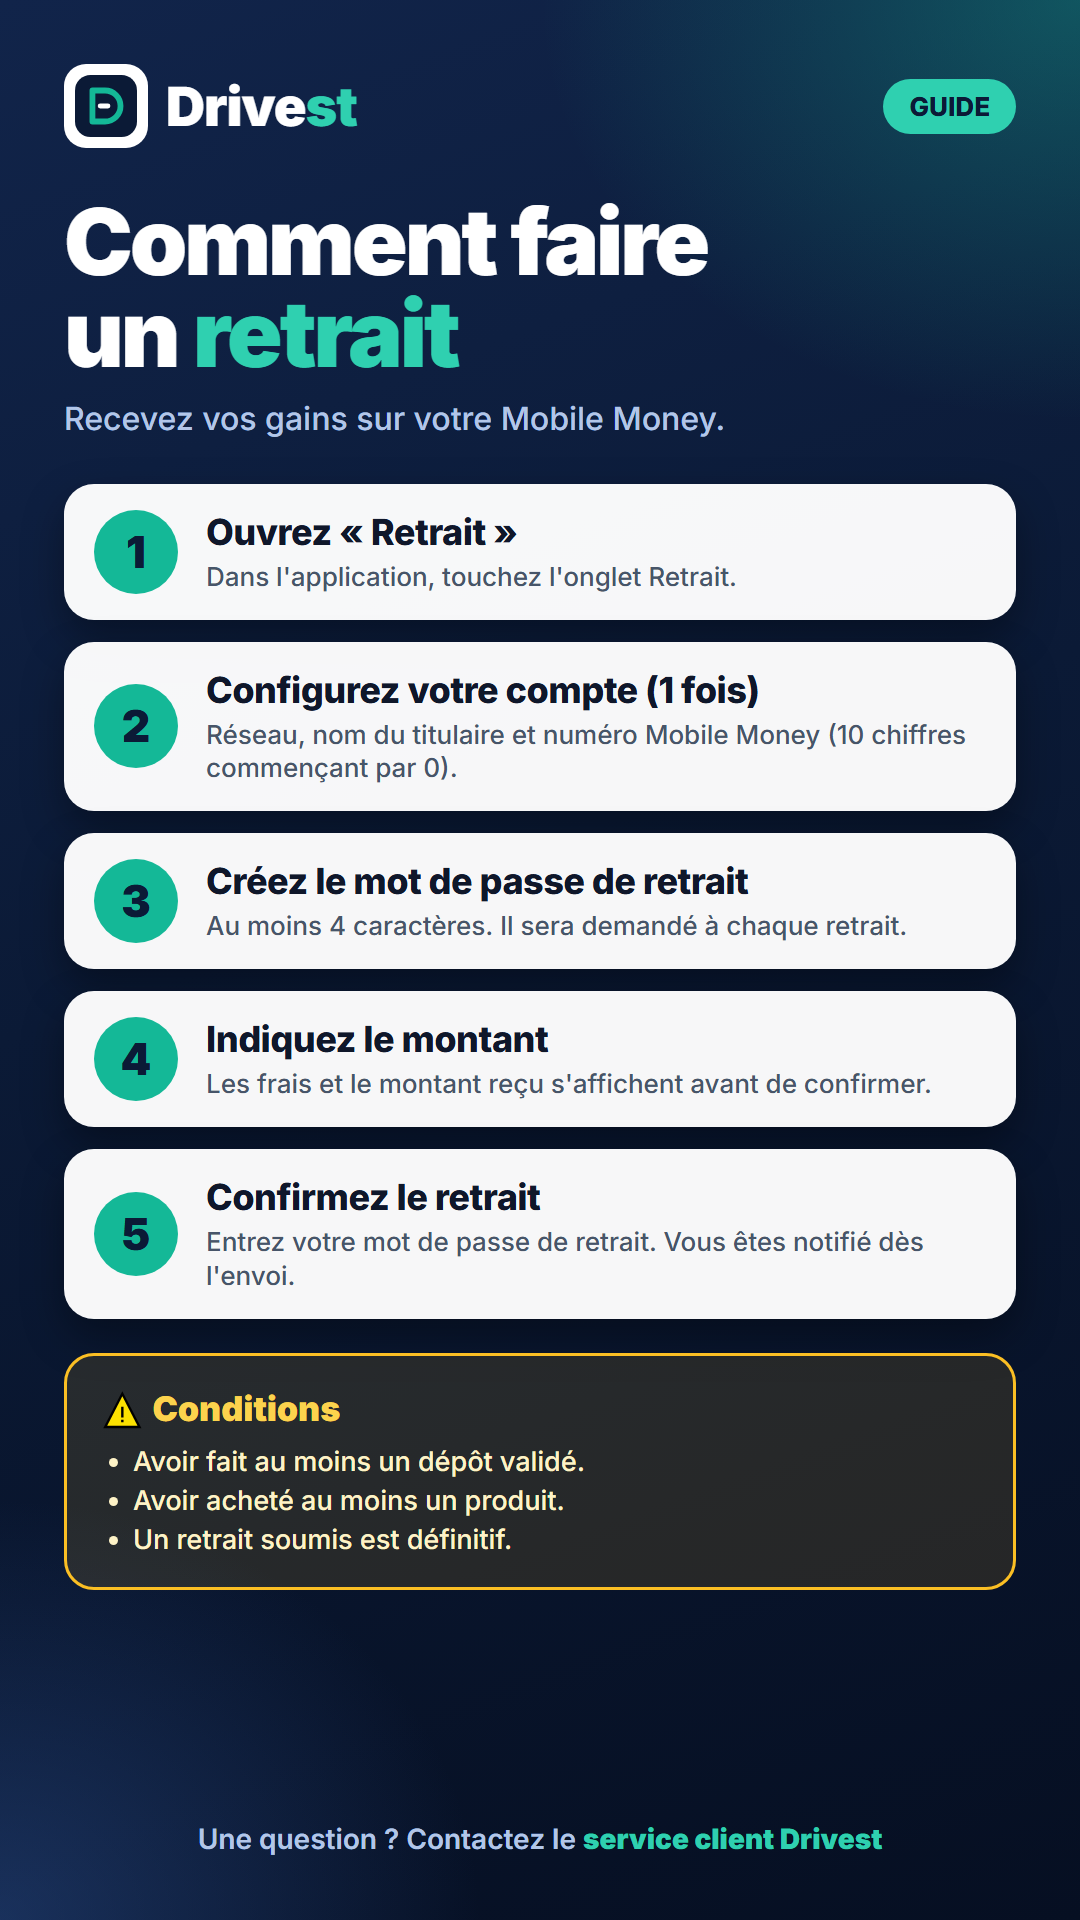 Drivest
GUIDE
Comment faire
un retrait
Recevez vos gains sur votre Mobile Money.
1
Ouvrez « Retrait »
Dans l'application, touchez l'onglet Retrait.
2
Configurez votre compte (1 fois)
Réseau, nom du titulaire et numéro Mobile Money (10 chiffres
commençant par 0).
3
Créez le mot de passe de retrait
Au moins 4 caractères. Il sera demandé à chaque retrait.
4
Indiquez le montant
Les frais et le montant reçu s'affichent avant de confirmer.
5
Confirmez le retrait
Entrez votre mot de passe de retrait. Vous êtes notifié dès
l'envoi.
⚠ Conditions
• Avoir fait au moins un dépôt validé.
• Avoir acheté au moins un produit.
• Un retrait soumis est définitif.
Une question ? Contactez le service client Drivest